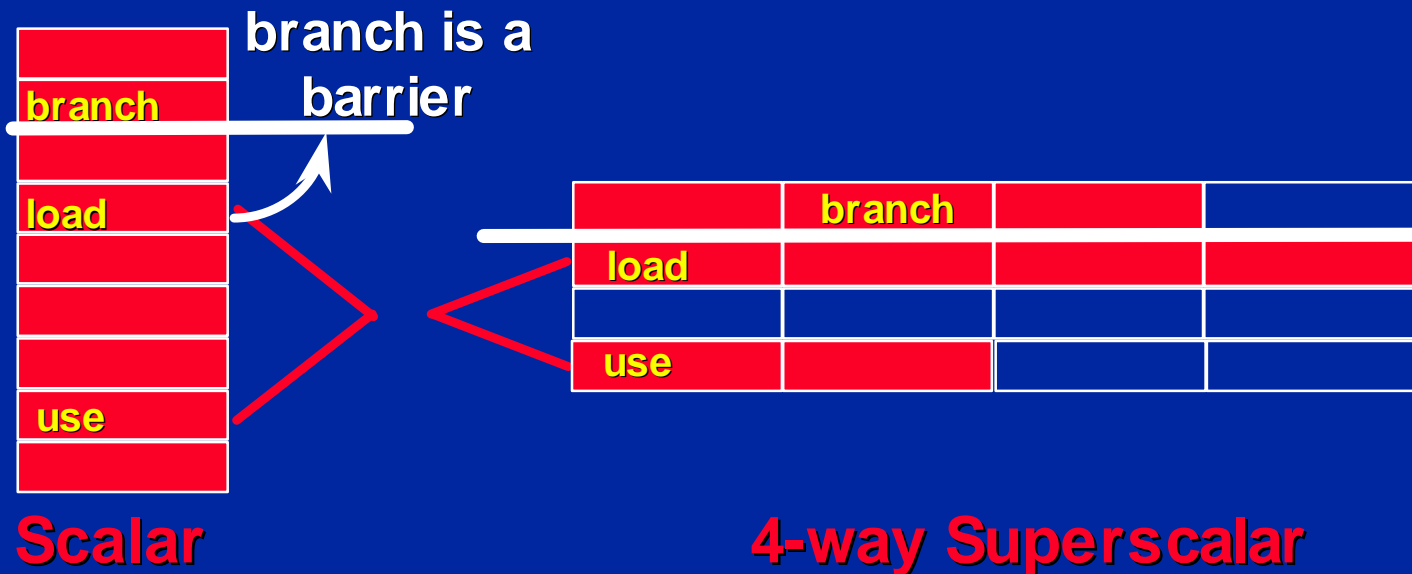 branch is a
barrier
branch
load
use
Scalar
branch
load
use
4-way Superscalar